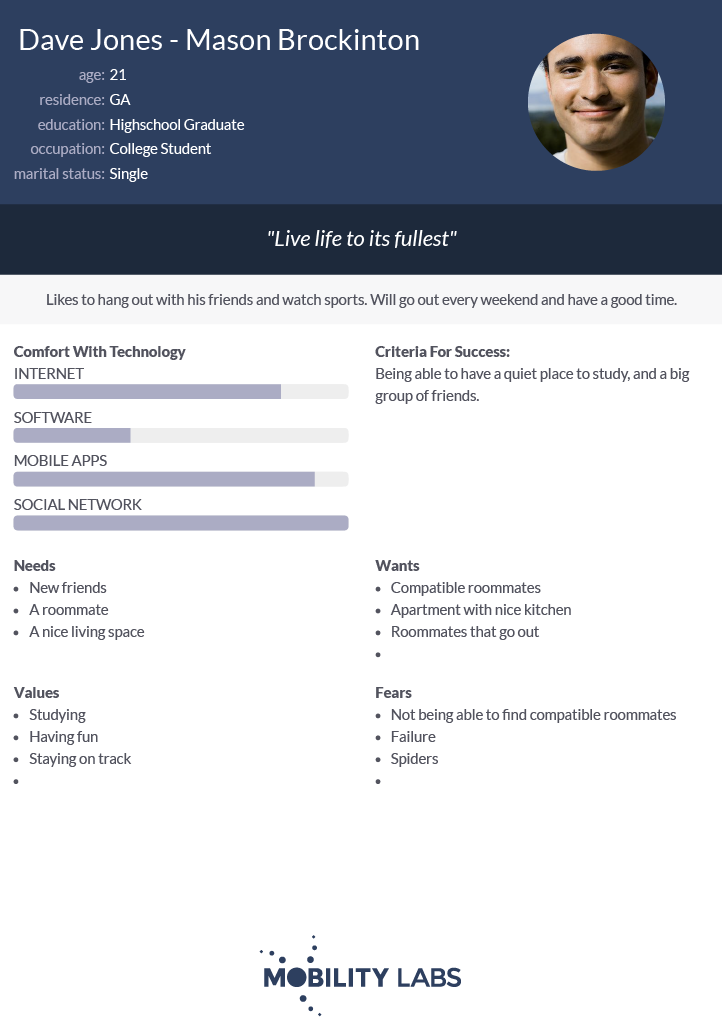 Dave Jones - Mason Brockinton
age: 21
residence: GA
education: Highschool Graduate
occupation: College Student
marital status: Single
"Live life to its fullest"
Likes to hang out with his friends and watch sports. Will go out every weekend and have a good time.
Comfort With Technology
INTERNET
SOFTWARE
MOBILE APPS
SOCIAL NETWORK
Criteria For Success:
Being able to have a quiet place to study, and a big
group of friends.
Needs
• New friends
• A roommate
• A nice living space
Wants
• Compatible roommates
• Apartment with nice kitchen
• Roommates that go out
•
Values
• Studying
• Having fun
• Staying on track
•
Fears
• Not being able to find compatible roommates
• Failure
• Spiders
•
MOBILITY LABS